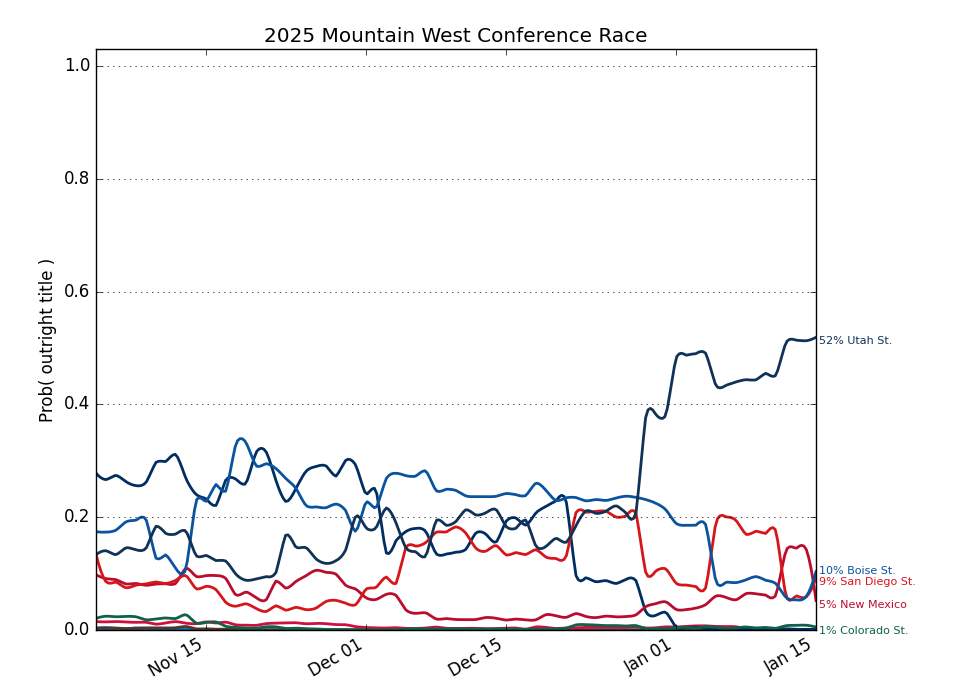 2025 Mountain West Conference Race
Prob( outright title )
1.0
0.8
0.6
0.4
0.2
0.0
52% Utah St.
10% Boise St.
9% San Diego St.
5% New Mexico
1% Colorado St.
Nov 15
Dec 01
Dec 15
Jan 01
Jan 15